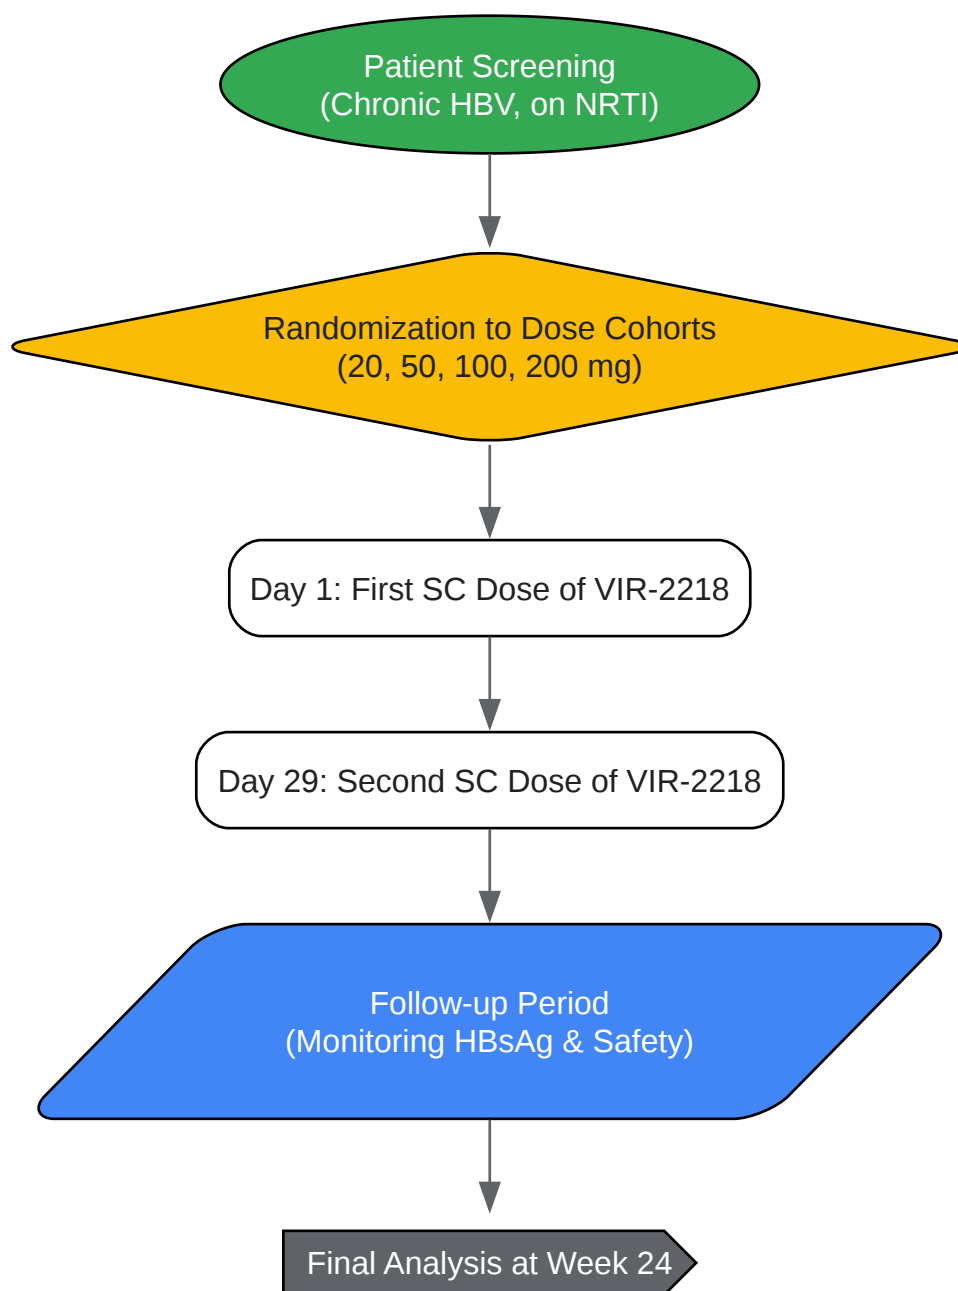 Patient Screening
(Chronic HBV, on NRTI)
Randomization to Dose Cohorts
(20, 50, 100, 200 mg)
Day 1: First SC Dose of VIR-2218
Day 29: Second SC Dose of VIR-2218
Follow-up Period
(Monitoring HBsAg & Safety)
Final Analysis at Week 24